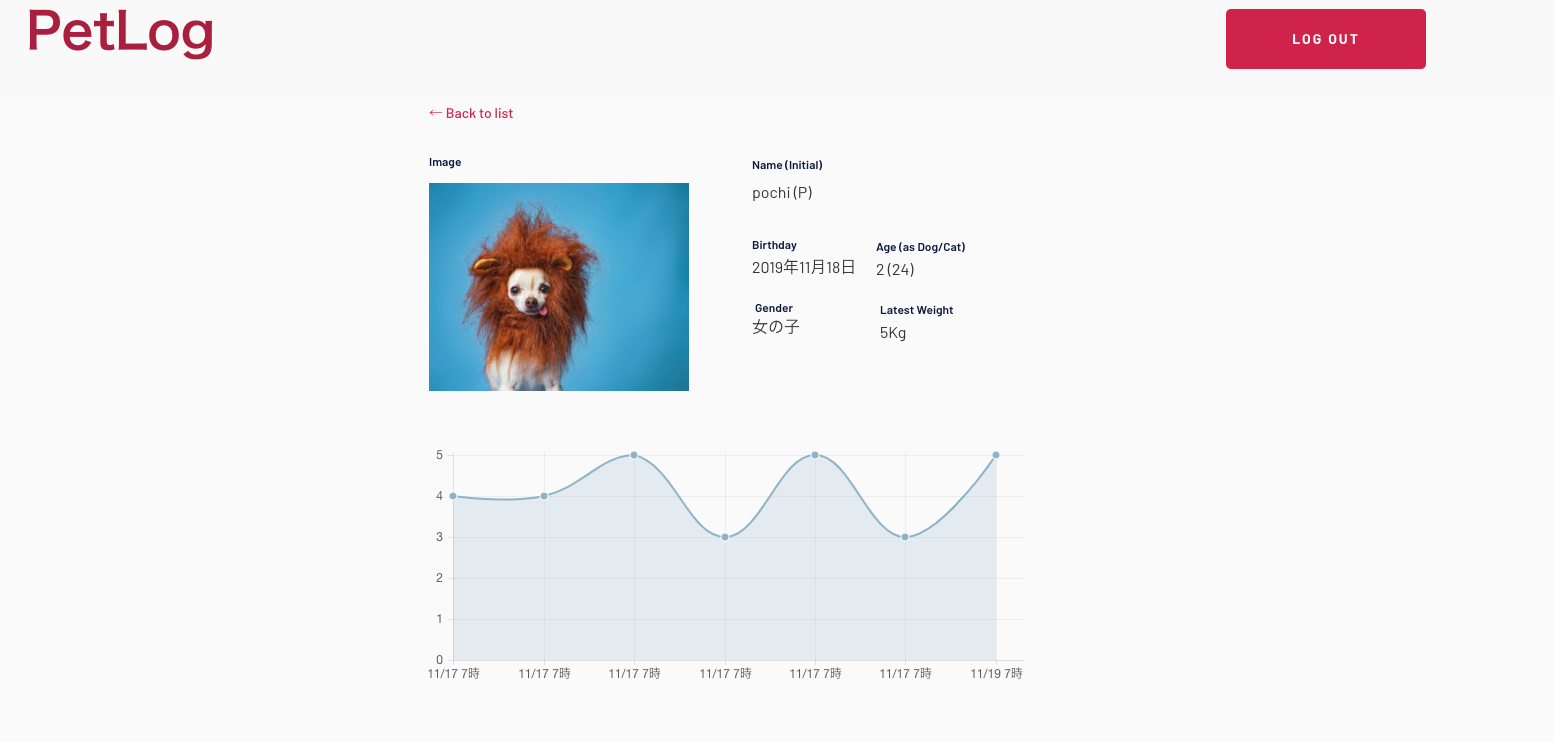 PetLog
LOG OUT
← Back to list
Image
Name (Initial)
pochi (P)
Birthday
Age (as Dog/Cat)
2019年11月18日
2 (24)
Gender
Latest Weight
女の子
5Kg
5
4
3
2
1
0
11/17 7時 11/17 7時 11/17 7時 11/17 7時 11/17 7時 11/17 7時 11/19 7時